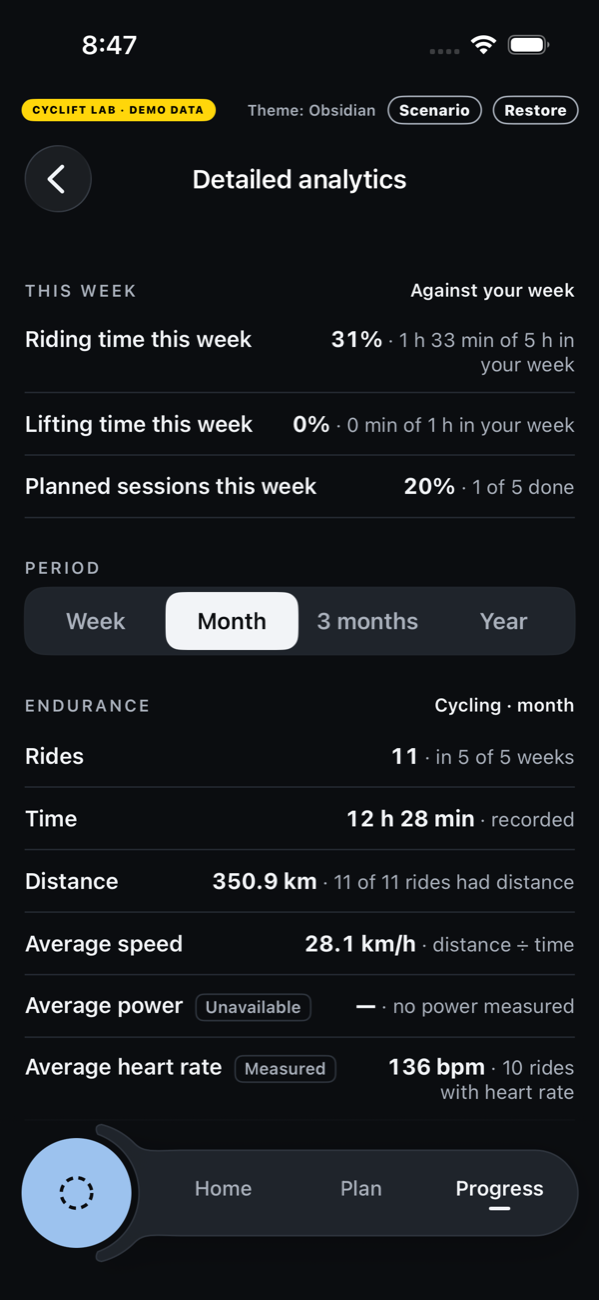 8:47
CYCLIFT LAB · DEMO DATA
Theme: Obsidian
Scenario
Restore
Detailed analytics
THIS WEEK
Against your week
Riding time this week
31% · 1 h 33 min of 5 h in
your week
Lifting time this week
0% · 0 min of 1 h in your week
Planned sessions this week
20% · 1 of 5 done
PERIOD
Week
Month
3 months
Year
ENDURANCE
Cycling · month
Rides
11 · in 5 of 5 weeks
Time
12 h 28 min · recorded
Distance
350.9 km · 11 of 11 rides had distance
Average speed
28.1 km/h · distance ÷ time
Average power
Unavailable
— · no power measured
Average heart rate
Measured
136 bpm · 10 rides
with heart rate
Home
Plan
Progress